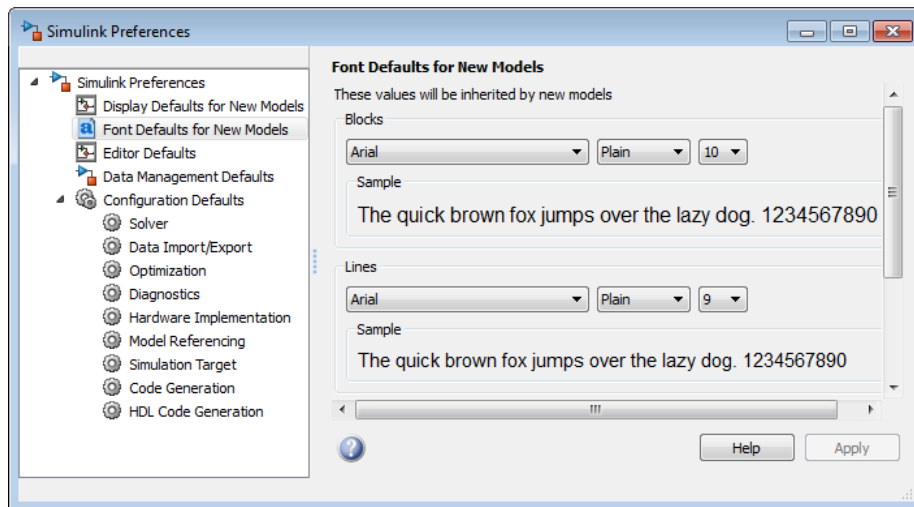 Simulink Preferences
Simulink Preferences
Display Defaults for New Models
Font Defaults for New Models
Editor Defaults
Data Management Defaults
Configuration Defaults
Solver
Data Import/Export
Optimization
Diagnostics
Hardware Implementation
Model Referencing
Simulation Target
Code Generation
HDL Code Generation
Font Defaults for New Models
These values will be inherited by new models
Blocks
Arial Plain 10
Sample
The quick brown fox jumps over the lazy dog. 1234567890
Lines
Arial Plain 9
Sample
The quick brown fox jumps over the lazy dog. 1234567890
Help Apply